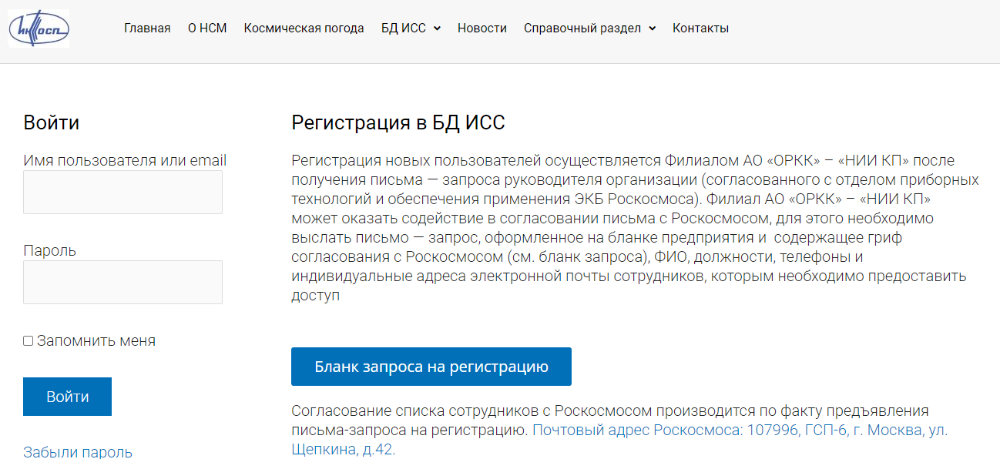 ИНКОСП
Главная О НСМ Космическая погода БД ИСС Новости Справочный раздел Контакты
Войти
Имя пользователя или email
Пароль
Запомнить меня
Войти
Забыли пароль
Регистрация в БД ИСС
Регистрация новых пользователей осуществляется Филиалом АО «ОРКК» – «НИИ КП» после
получения письма — запроса руководителя организации (согласованного с отделом приборных
технологий и обеспечения применения ЭКБ Роскосмоса). Филиал АО «ОРКК» – «НИИ КП»
может оказать содействие в согласовании письма с Роскосмосом, для этого необходимо
выслать письмо — запрос, оформленное на бланке предприятия и содержащее гриф
согласования с Роскосмосом (см. бланк запроса), ФИО, должности, телефоны и
индивидуальные адреса электронной почты сотрудников, которым необходимо предоставить
доступ
Бланк запроса на регистрацию
Согласование списка сотрудников с Роскосмосом производится по факту предъявления
письма-запроса на регистрацию. Почтовый адрес Роскосмоса: 107996, ГСП-6, г. Москва, ул.
Щепкина, д.42.